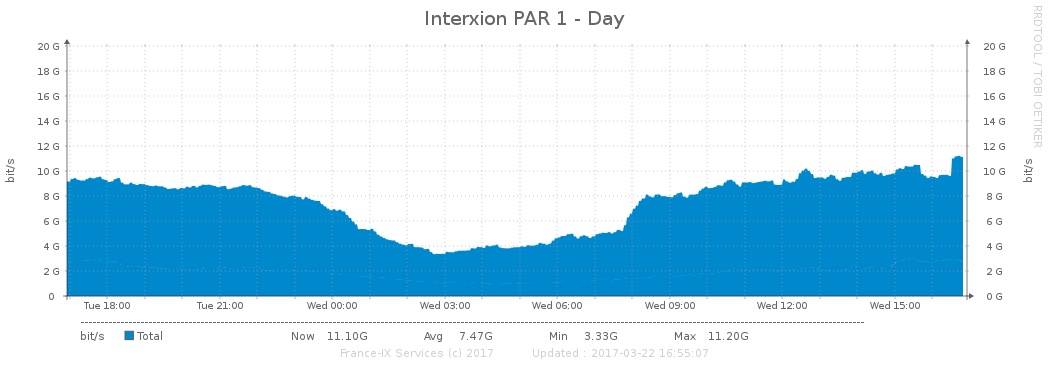 Interxion PAR 1 - Day
RRDTOOL / TOBI OETIKER
bit/s
bit/s
20 G 20 G
18 G 18 G
16 G 16 G
14 G 14 G
12 G 12 G
10 G 10 G
8 G 8 G
6 G 6 G
4 G 4 G
2 G 2 G
0 0 G
Tue 18:00 Tue 21:00 Wed 00:00 Wed 03:00 Wed 06:00 Wed 09:00 Wed 12:00 Wed 15:00
bit/s Total Now 11.10G Avg 7.47G Min 3.33G Max 11.20G
France-IX Services (c) 2017 Updated : 2017-03-22 16:55:07